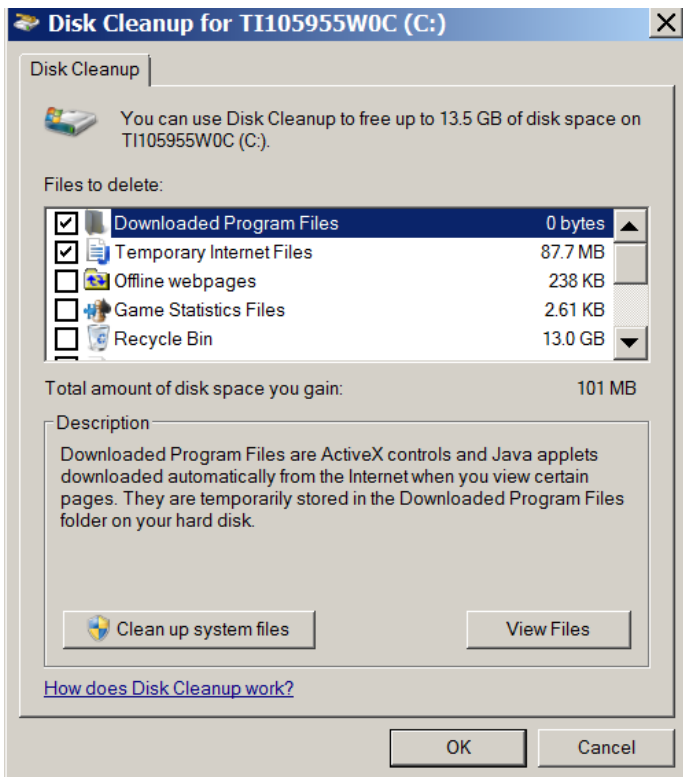 Disk Cleanup for TI105955W0C (C:)
Disk Cleanup
You can use Disk Cleanup to free up to 13.5 GB of disk space on
TI105955W0C (C:).
Files to delete:
Downloaded Program Files 0 bytes
Temporary Internet Files 87.7 MB
Offline webpages 238 KB
Game Statistics Files 2.61 KB
Recycle Bin 13.0 GB
Total amount of disk space you gain: 101 MB
Description
Downloaded Program Files are ActiveX controls and Java applets
downloaded automatically from the Internet when you view certain
pages. They are temporarily stored in the Downloaded Program Files
folder on your hard disk.
Clean up system files View Files
How does Disk Cleanup work?
OK Cancel